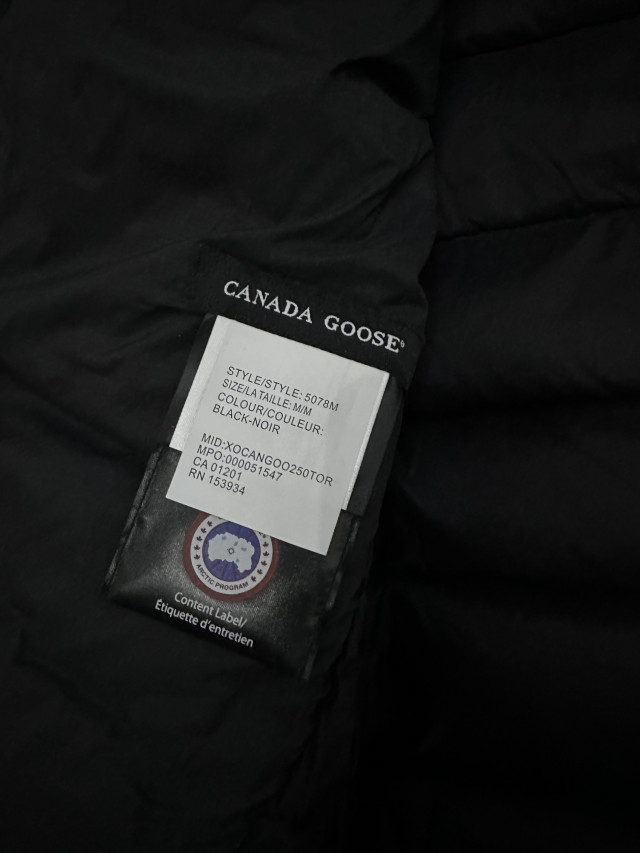 CANADA GOOSE®
STYLE/STYLE: 5078M
SIZE/LA TAILLE: M/M
COLOUR/COULEUR:
BLACK-NOIR
MID:XOCANGOO250TOR
MPO:000051547
CA 01201
RN 153934
ARCTIC PROGRAM
Content Label/
Étiquette d'entretien